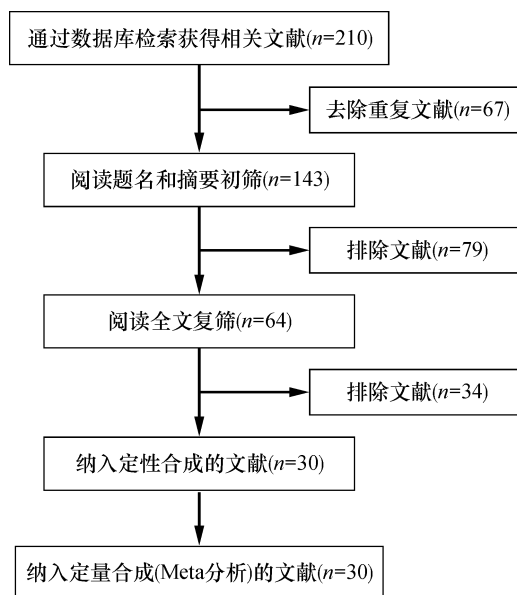 通过数据库检索获得相关文献(n=210)
去除重复文献(n=67)
阅读题名和摘要初筛(n=143)
排除文献(n=79)
阅读全文复筛(n=64)
排除文献(n=34)
纳入定性合成的文献(n=30)
纳入定量合成(Meta分析)的文献(n=30)